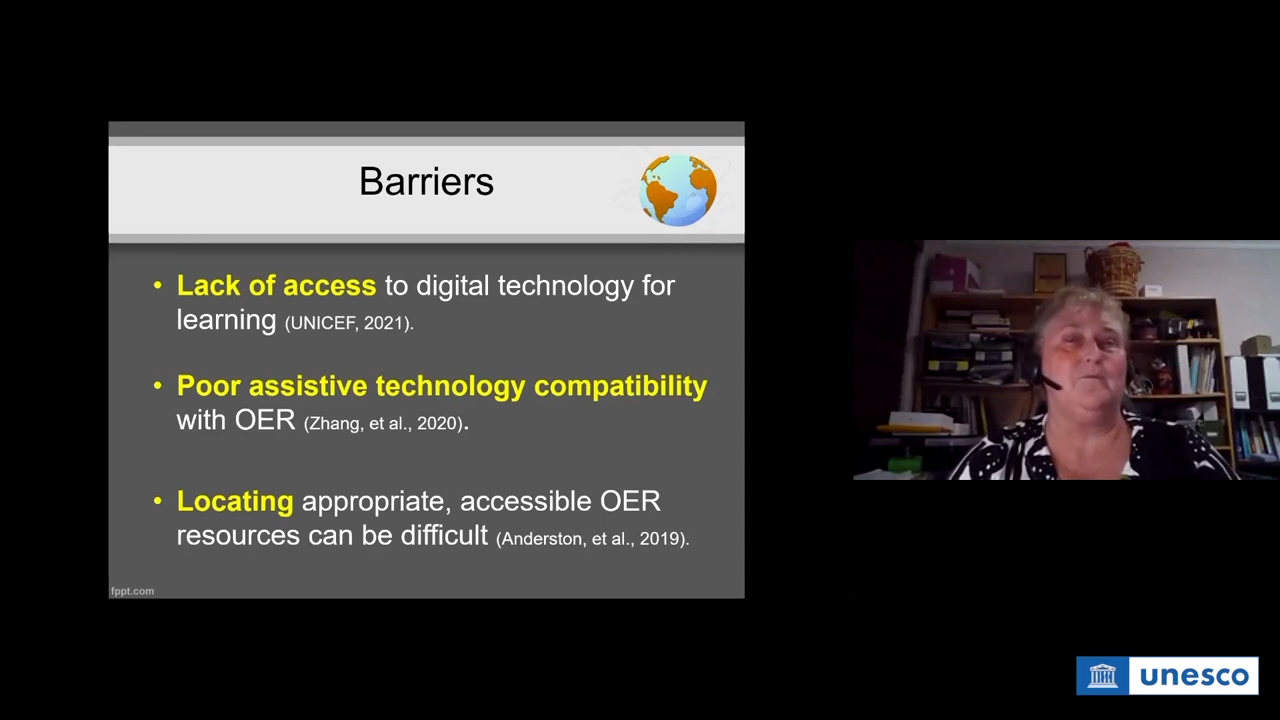 Barriers
• Lack of access to digital technology for
learning (UNICEF, 2021).
• Poor assistive technology compatibility
with OER (Zhang, et al., 2020).
• Locating appropriate, accessible OER
resources can be difficult (Anderston, et al., 2019).
fppt.com
unesco